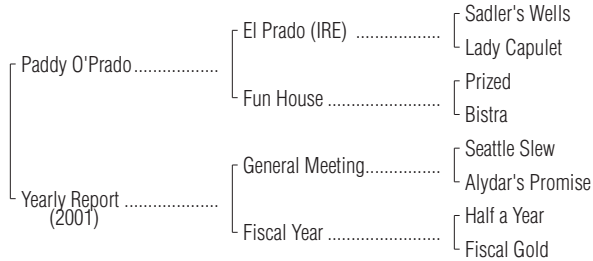 Sadler's Wells
El Prado (IRE) ..................
Lady Capulet
Paddy O'Prado..................
Prized
Fun House ........................
Bistra
Seattle Slew
General Meeting................
Alydar's Promise
Yearly Report ....................
(2001)
Half a Year
Fiscal Year ........................
Fiscal Gold